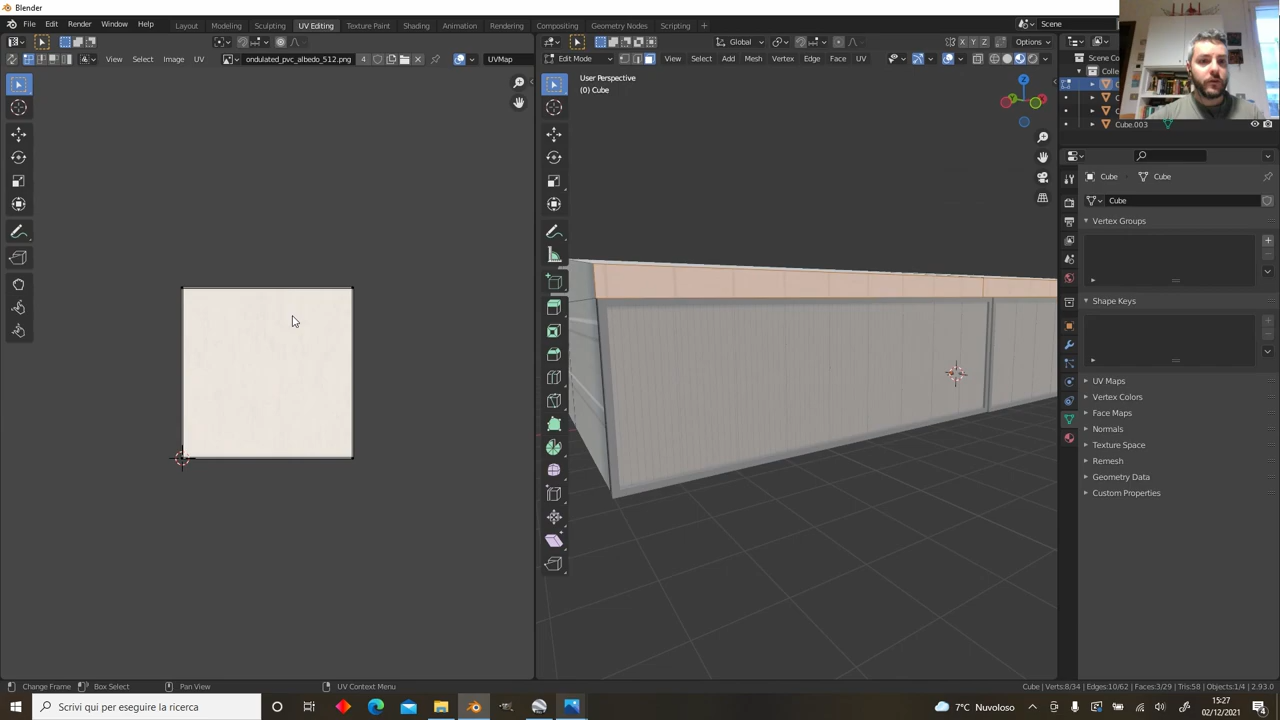 Blender
File Edit Render Window Help Layout Modeling Sculpting UV Editing Texture Paint Shading Animation Rendering Compositing Geometry Nodes Scripting + Scene
Global Options
View Select Image UV ondulated_pvc_albedo_512.png 4 UVMap
Edit Mode View Select Add Mesh Vertex Edge Face UV
X Y Z
Scene Co
Colle
User Perspective
(0) Cube
Z
Cube.003
Cube Cube
Cube
Vertex Groups
Shape Keys
UV Maps
Vertex Colors
Face Maps
Normals
Texture Space
Remesh
Geometry Data
Custom Properties
Change Frame Box Select Pan View UV Context Menu Cube | Verts:8/34 | Edges:10/62 | Faces:3/29 | Tris:58 | Objects:1/4 | 2.93.0
Scrivi qui per eseguire la ricerca 7°C Nuvoloso 15:27
02/12/2021